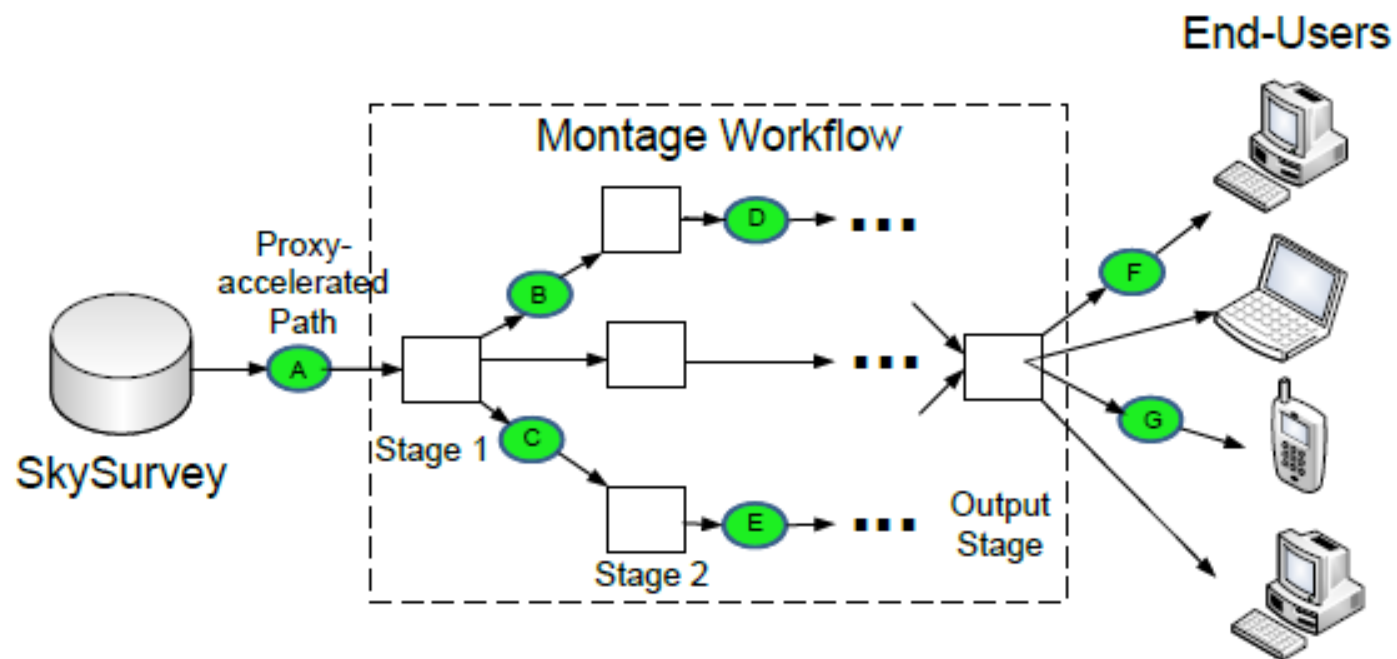 End-Users
Montage Workflow
Proxy-
accelerated
Path
A
B
C
D
E
F
G
SkySurvey
Stage 1
Stage 2
...
...
...
Output
Stage